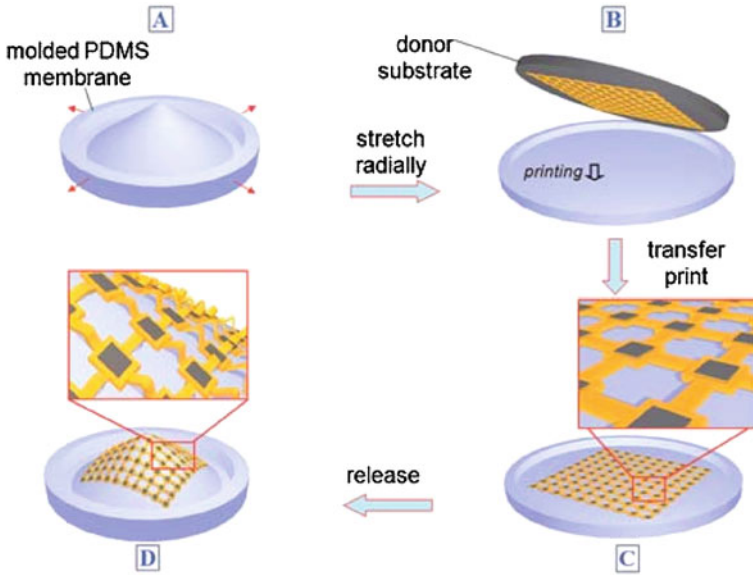 A
molded PDMS
membrane
stretch
radially
B
donor
substrate
printing
transfer
print
C
release
D